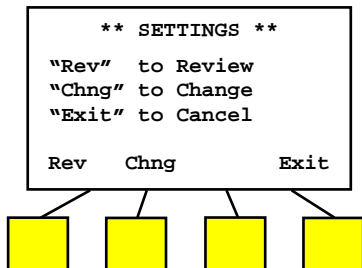 ** SETTINGS **
“Rev” to Review
“Chng” to Change
“Exit” to Cancel
Rev Chng Exit